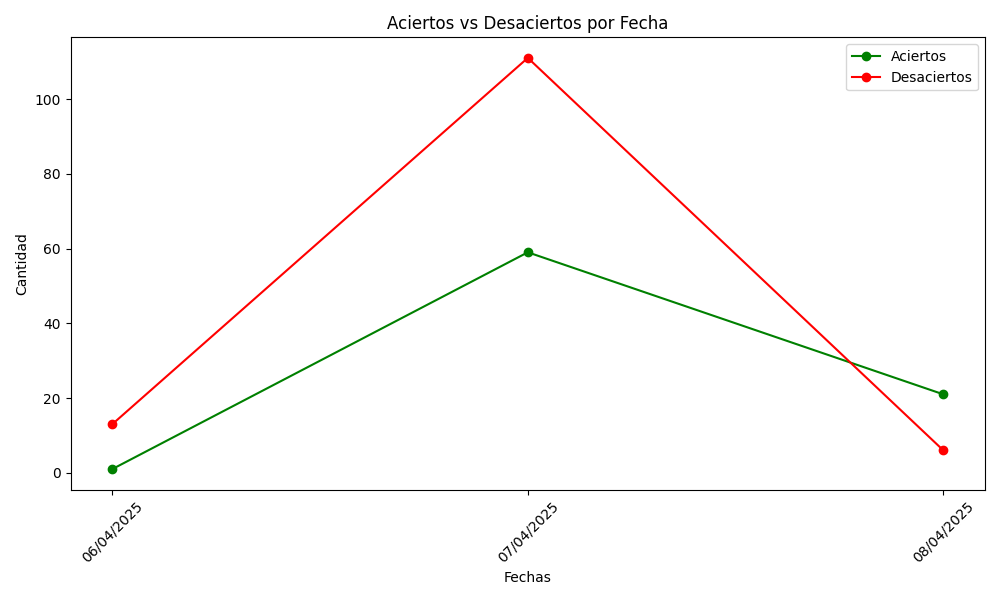 Aciertos vs Desaciertos por Fecha
Aciertos
Desaciertos
Cantidad
100
80
60
40
20
0
06/04/2025
07/04/2025
08/04/2025
Fechas